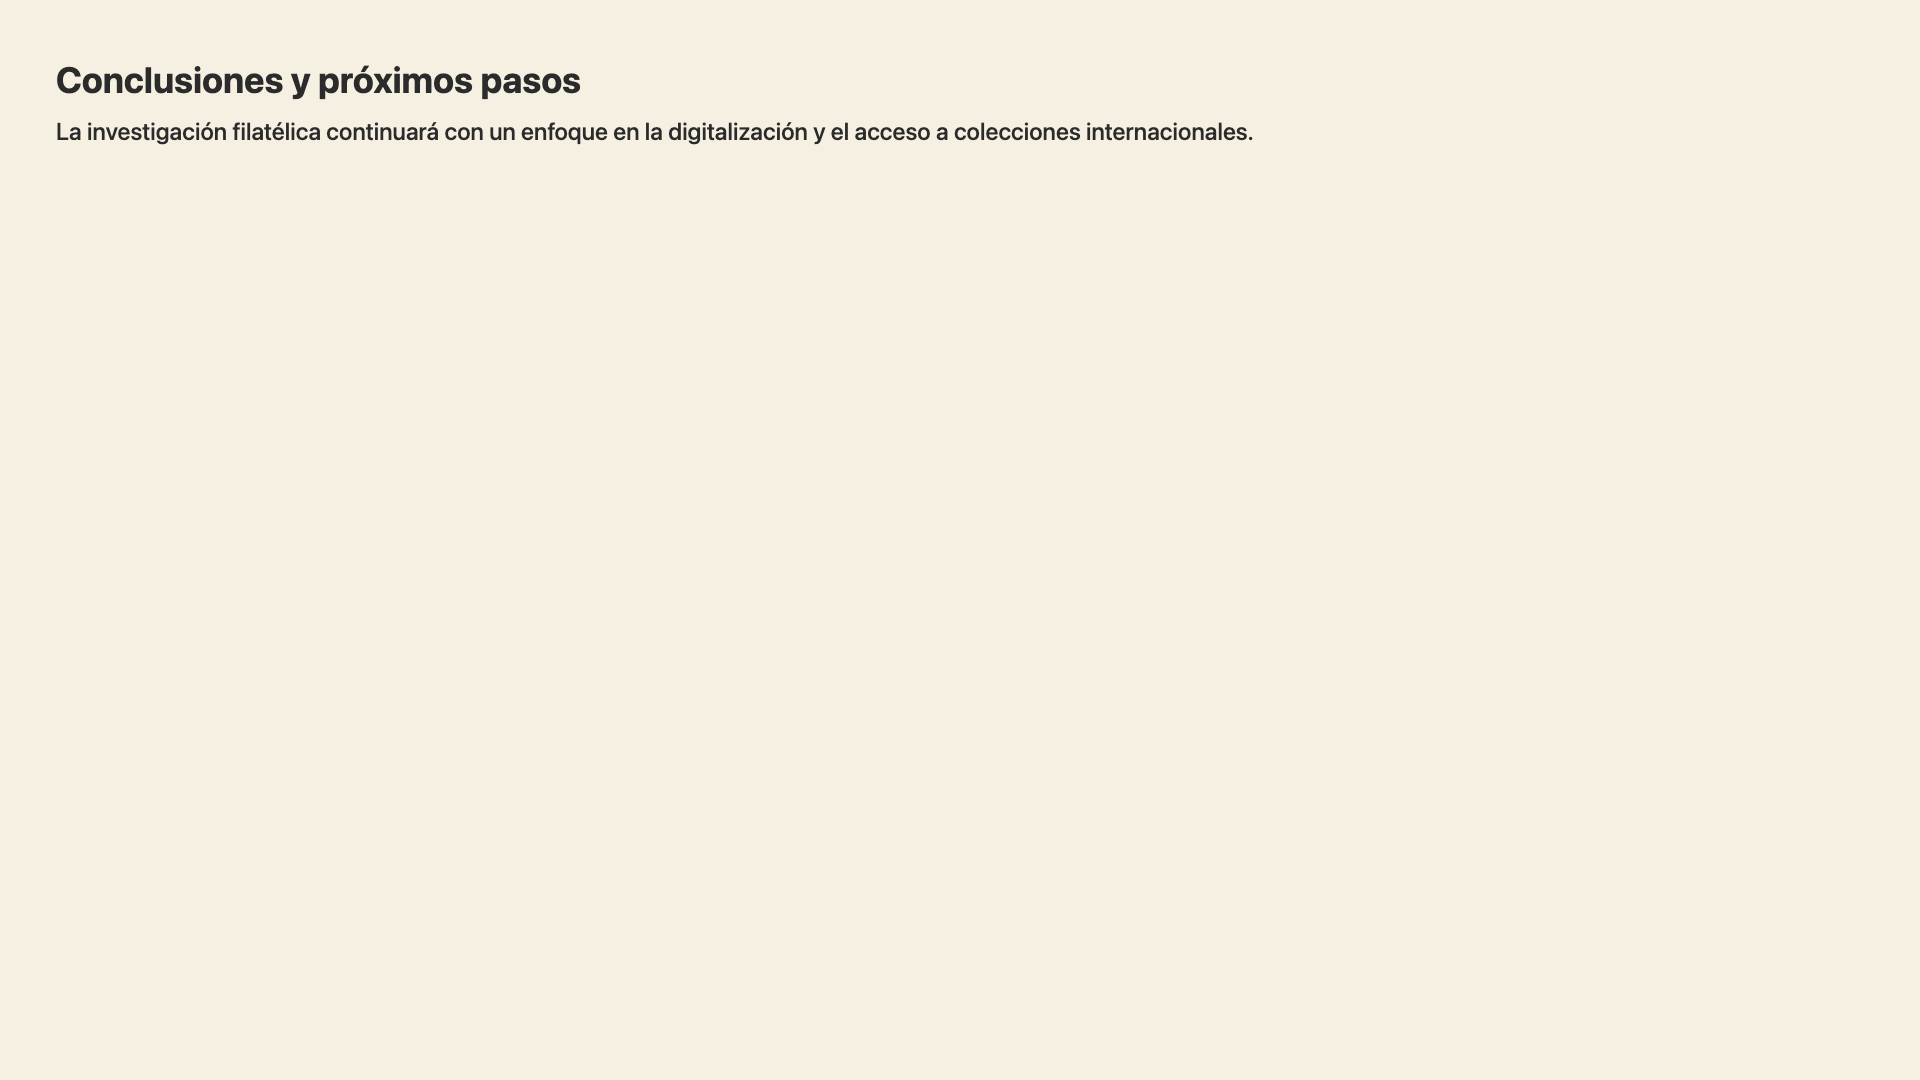 Conclusiones y próximos pasos
La investigación filatélica continuará con un enfoque en la digitalización y el acceso a colecciones internacionales.